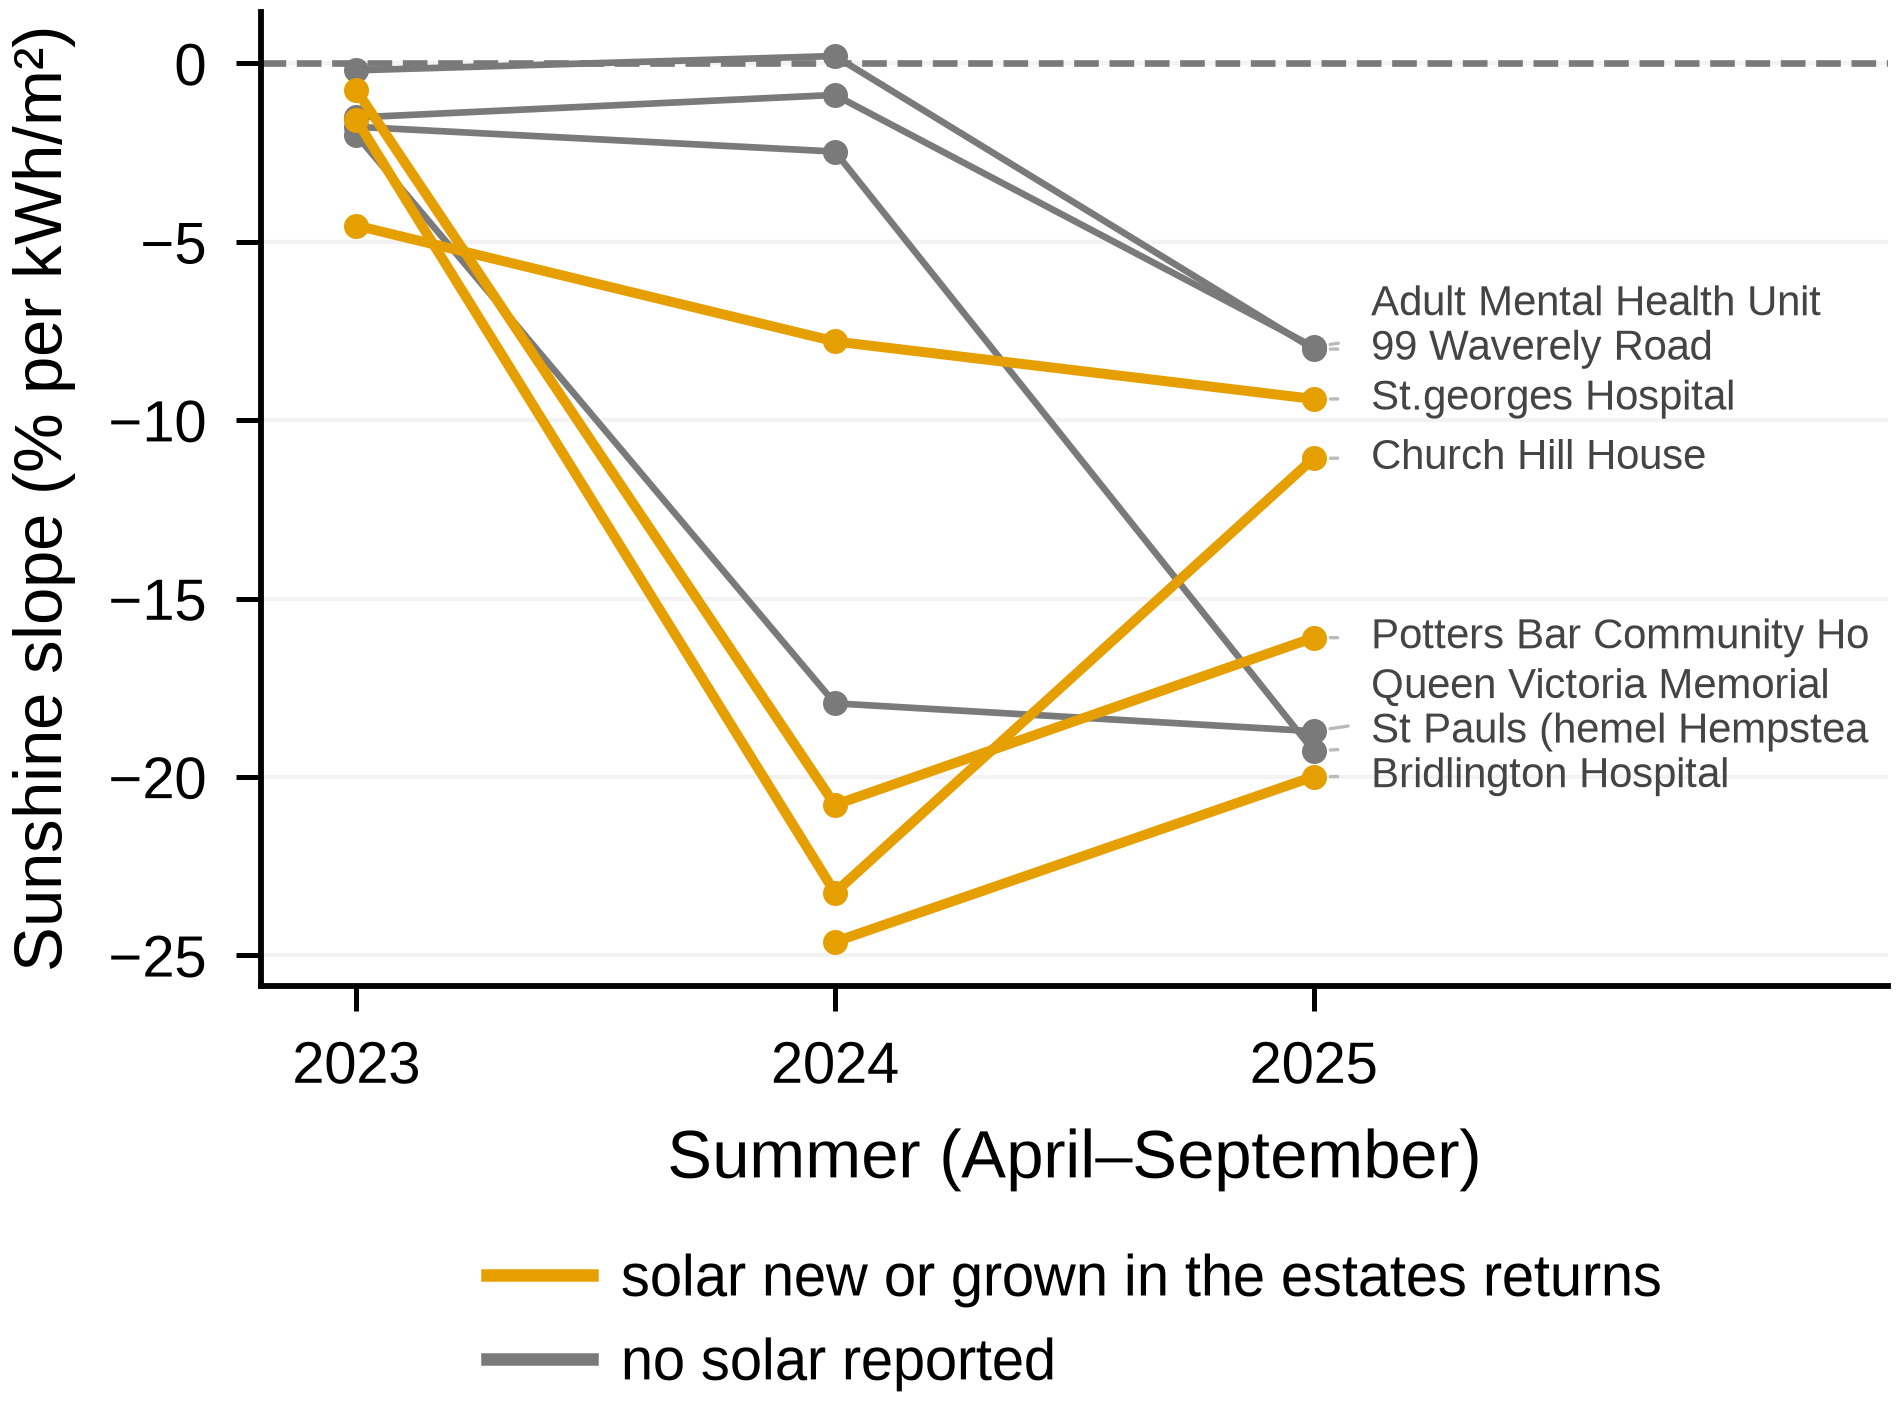 Sunshine slope (% per kWh/m²)
0
−5
−10
−15
−20
−25
Adult Mental Health Unit
99 Waverely Road
St.georges Hospital
Church Hill House
Potters Bar Community Ho
Queen Victoria Memorial
St Pauls (hemel Hempstea
Bridlington Hospital
2023 2024 2025
Summer (April–September)
solar new or grown in the estates returns
no solar reported